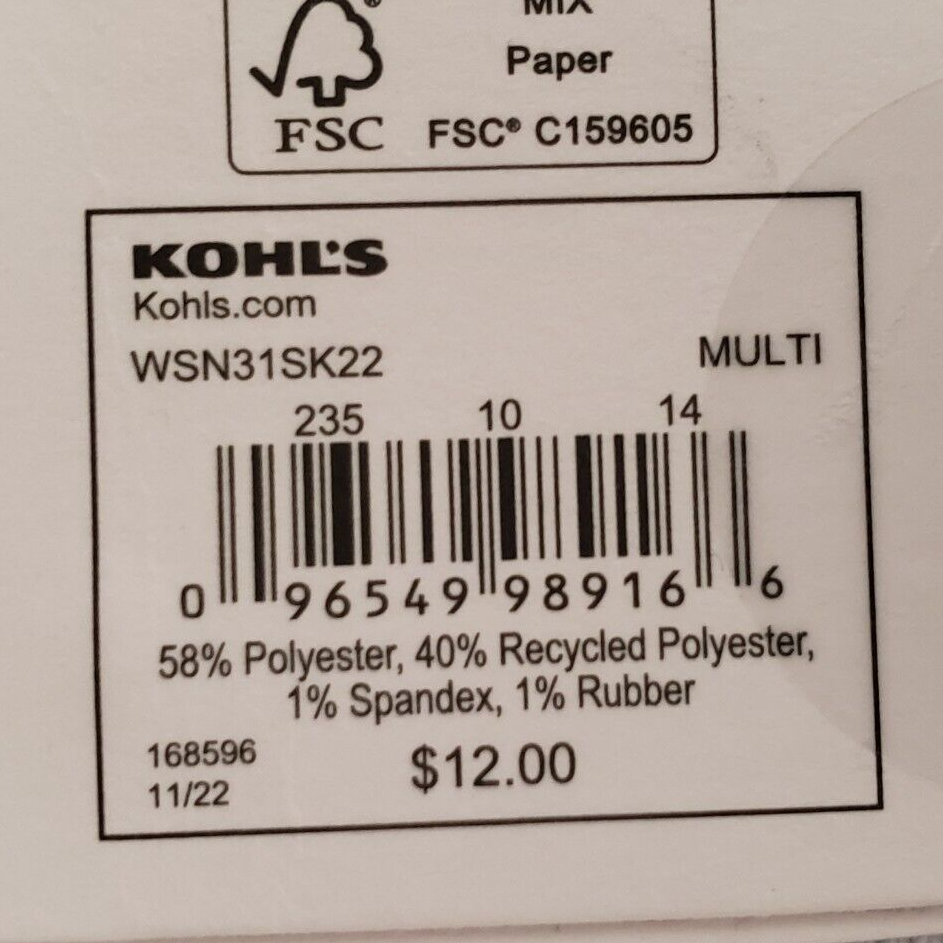 MIX
Paper
FSC
FSC® C159605
KOHL'S
Kohls.com
WSN31SK22
MULTI
235 10 14
0 96549 98916 6
58% Polyester, 40% Recycled Polyester,
1% Spandex, 1% Rubber
168596
$12.00
11/22